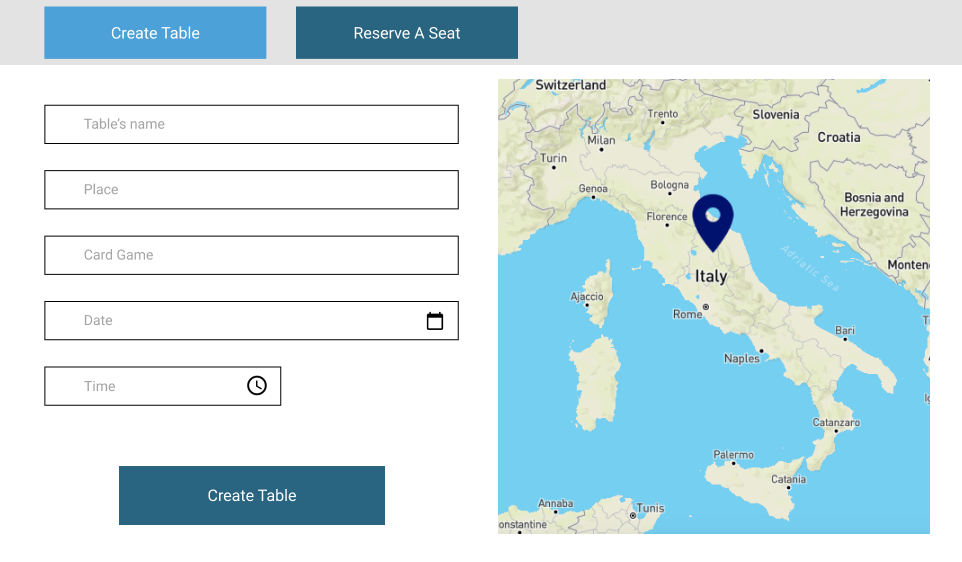 Create Table
Reserve A Seat
Table's name
Place
Card Game
Date
Time
Create Table
Switzerland
Trento
Slovenia
Milan
Croatia
Turin
Genoa
Bologna
Bosnia and
Herzegovina
Florence
Adriatic Sea
Monten
Italy
Ajaccio
Rome
Bari
Naples
Catanzaro
Palermo
Catania
Annaba
Tunis
onstantine